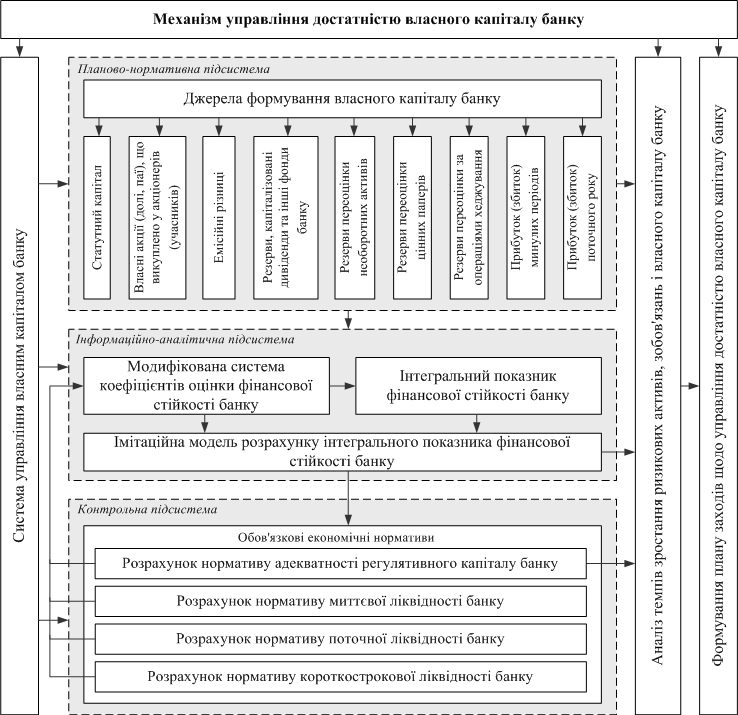 Механізм управління достатністю власного капіталу банку
Система управління власним капіталом банку
Планово-нормативна підсистема
Джерела формування власного капіталу банку
Статутний капітал
Власні акції (долі, паї), що
викуплено у акціонерів
(учасників)
Емісійні різниці
Резерви, капіталізовані
дивіденди та інші фонди
банку
Резерви переоцінки
необоротних активів
Резерви переоцінки
цінних паперів
Резерви переоцінки за
операціями хеджування
Прибуток (збиток)
минулих періодів
Прибуток (збиток)
поточного року
Інформаційно-аналітична підсистема
Модифікована система
коефіцієнтів оцінки фінансової
стійкості банку
Інтегральний показник
фінансової стійкості банку
Імітаційна модель розрахунку інтегрального показника фінансової
стійкості банку
Контрольна підсистема
Обов'язкові економічні нормативи
Розрахунок нормативу адекватності регулятивного капіталу банку
Розрахунок нормативу миттєвої ліквідності банку
Розрахунок нормативу поточної ліквідності банку
Розрахунок нормативу короткострокової ліквідності банку
Аналіз темпів зростання ризикових активів, зобов'язань і власного капіталу банку
Формування плану заходів щодо управління достатністю власного капіталу банку